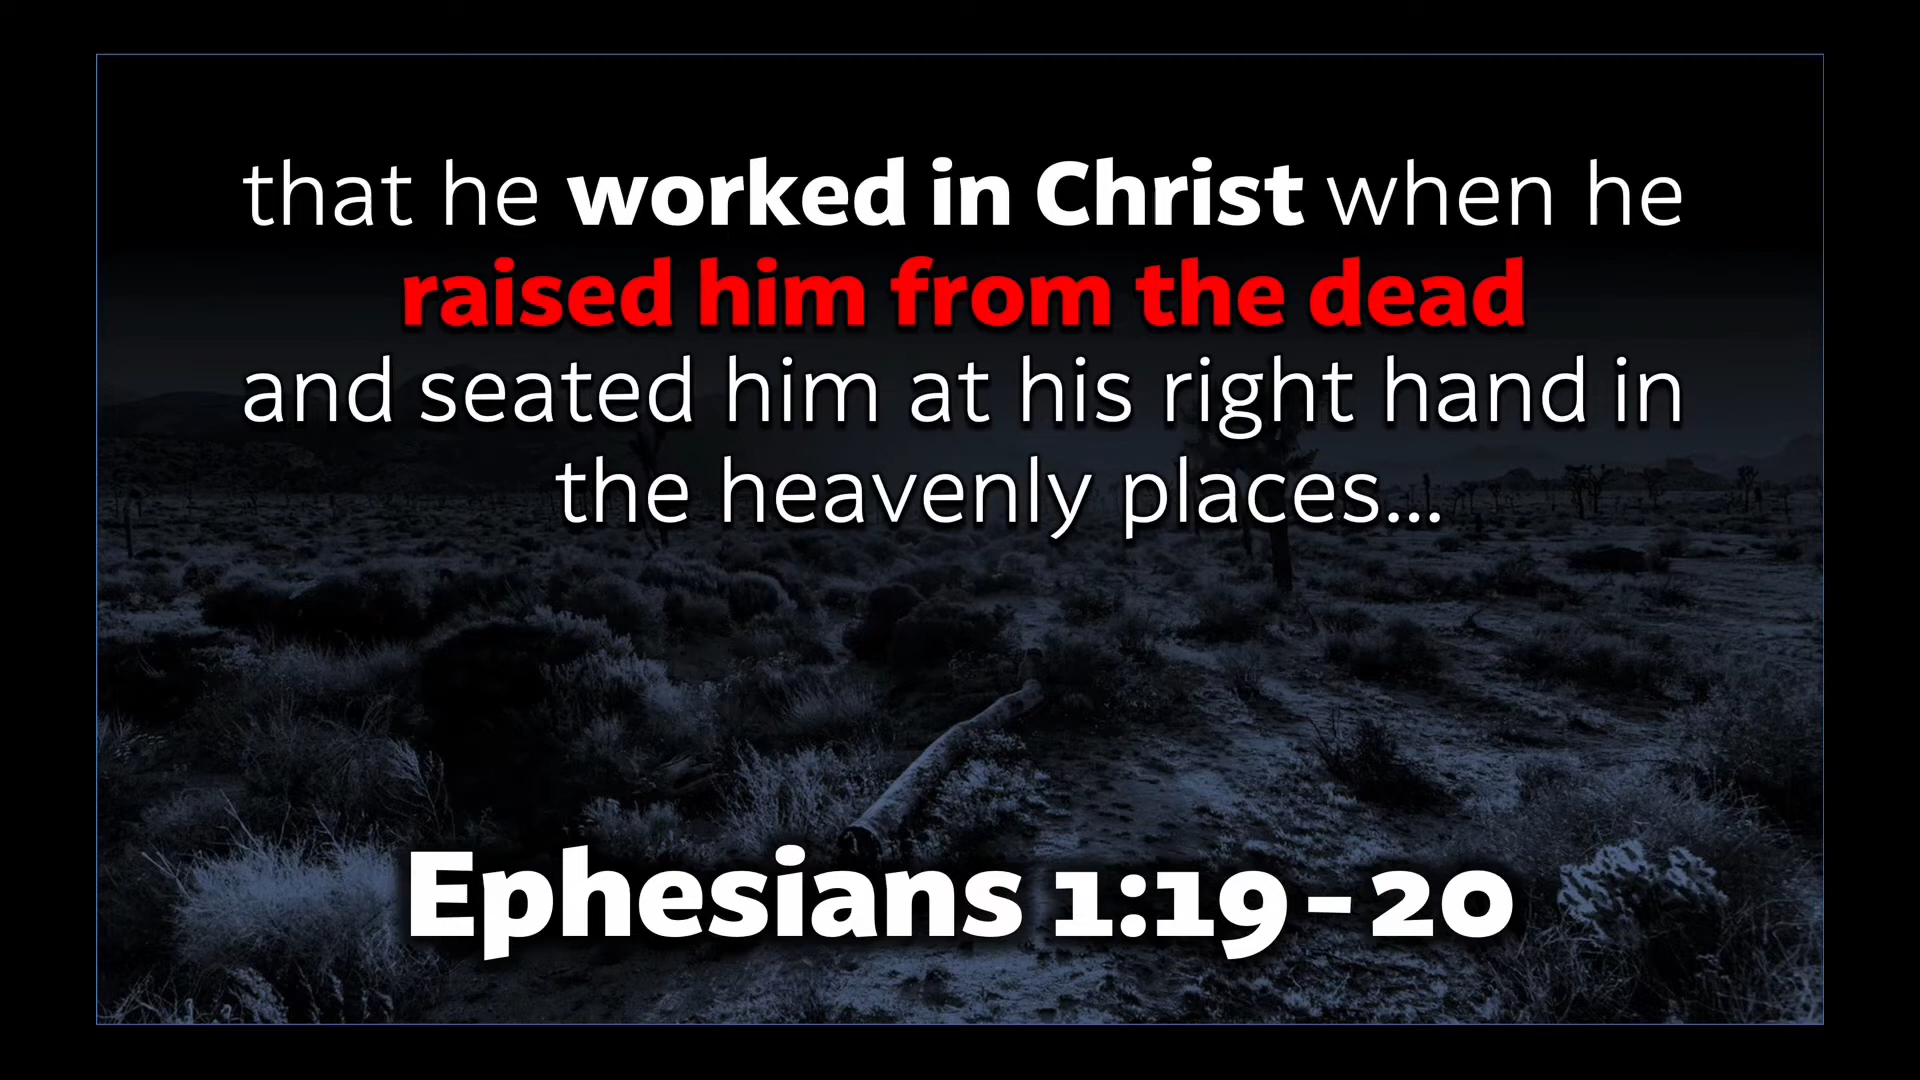 that he worked in Christ when he
raised him from the dead
and seated him at his right hand in
the heavenly places...
Ephesians 1:19-20